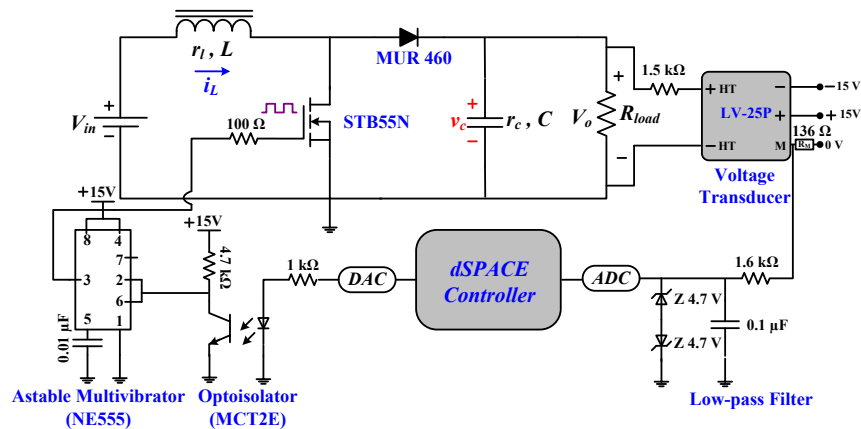 r_l , L
i_L
MUR 460
+
V_in
−
100 Ω
STB55N
+
v_c
−
r_c , C
+
V_o
−
R_load
1.5 kΩ
+ HT
− HT
LV-25P
−
+
M
−15 V
+ 15V
136 Ω
R_M
0 V
Voltage
Transducer
+15V
8
4
7
3
2
6
5
1
0.01 µF
+15V
4.7 kΩ
1 kΩ
DAC
dSPACE
Controller
ADC
1.6 kΩ
Z 4.7 V
Z 4.7 V
0.1 µF
Astable Multivibrator
(NE555)
Optoisolator
(MCT2E)
Low-pass Filter